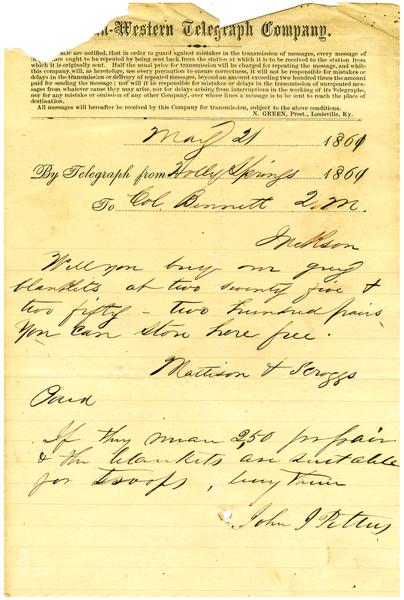 n-Western Telegraph Company.
are notified, that in order to guard against mistakes in the transmission of messages, every message of
ought to be repeated by being sent back from the station at which it is to be received to the station from
which it is originally sent. Half the usual price for transmission will be charged for repeating the message, and while
this company will, as heretofore, use every precaution to ensure correctness, it will not be responsible for mistakes or
delays in the transmission or delivery of repeated messages, beyond an amount exceeding two hundred times the amount
paid for sending the message; nor will it be responsible for mistakes or delays in the transmission of unrepeated messages
from whatever cause they may arise, nor for delays arising from interruptions in the working of its Telegraphs,
nor for any mistake or omission of any other Company, over whose lines a message is to be sent to reach the place of
destination.
All messages will hereafter be received by this Company for transmission, subject to the above conditions.
N. GREEN, Prest., Louisville, Ky.
May 21 1861
By Telegraph from Holly Springs 1861
To Col. Bennett Q.M.
Jackson
Will you buy our grey
blankets at two seventy five &
two fifty - two hundred pairs
You can store here free.
Mattison & Scruggs
Paid
If they mean 2,50 pr pair
& the blankets are suitable
for troops, buy them
John J Pettus